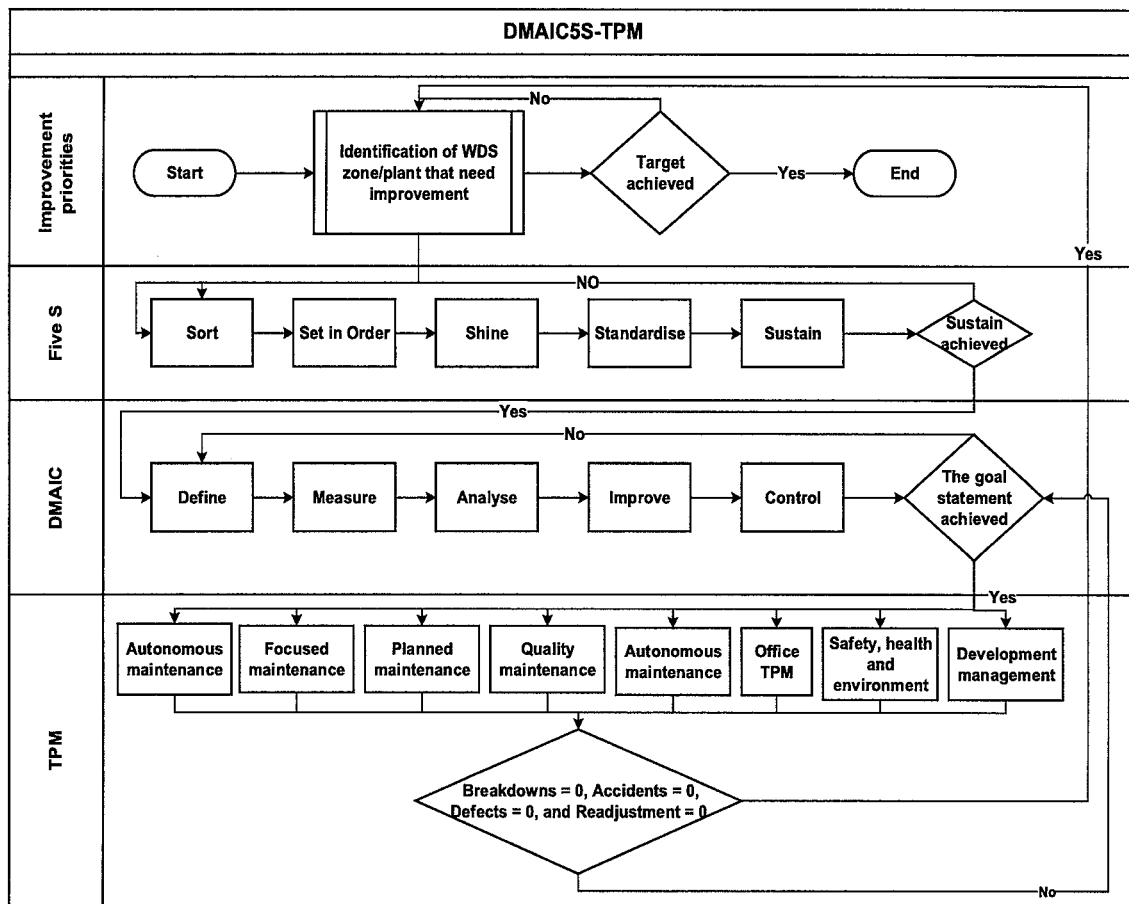 DMAIC5S-TPM
Improvement
priorities
No
Start
Identification of WDS
zone/plant that need
improvement
Target
achieved
Yes
End
Yes
Five S
NO
Sort
Set in Order
Shine
Standardise
Sustain
Sustain
achieved
DMAIC
Yes
No
Define
Measure
Analyse
Improve
Control
The goal
statement
achieved
TPM
Yes
Autonomous
maintenance
Focused
maintenance
Planned
maintenance
Quality
maintenance
Autonomous
maintenance
Office
TPM
Safety, health
and
environment
Development
management
Breakdowns = 0, Accidents = 0,
Defects = 0, and Readjustment = 0
No